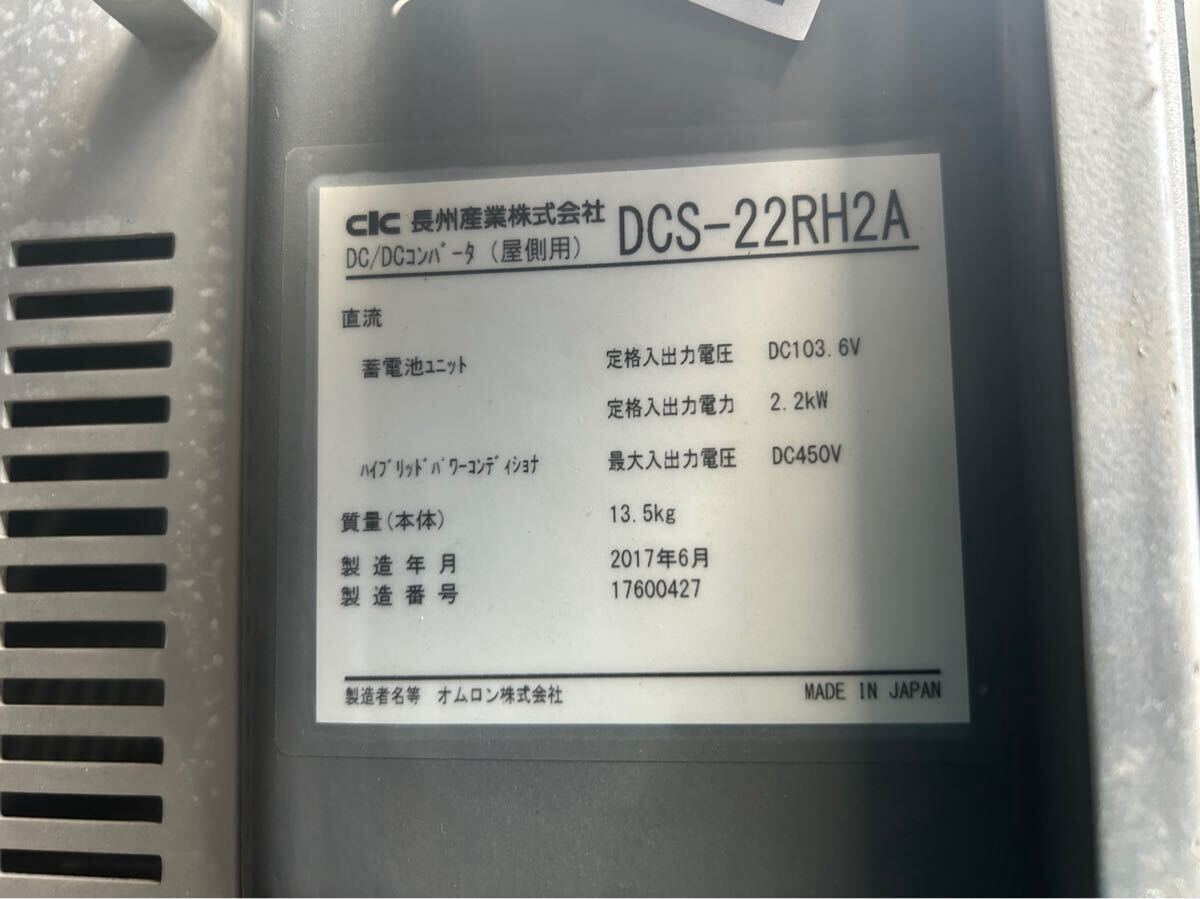 CIC 長州産業株式会社 DCS-22RH2A
DC/DCコンバータ (屋側用)
直流
蓄電池ユニット 定格入出力電圧 DC103.6V
定格入出力電力 2.2kW
ハイブリッドパワーコンディショナ 最大入出力電圧 DC450V
質量(本体) 13.5kg
製造年月 2017年6月
製造番号 17600427
製造者名等 オムロン株式会社 MADE IN JAPAN